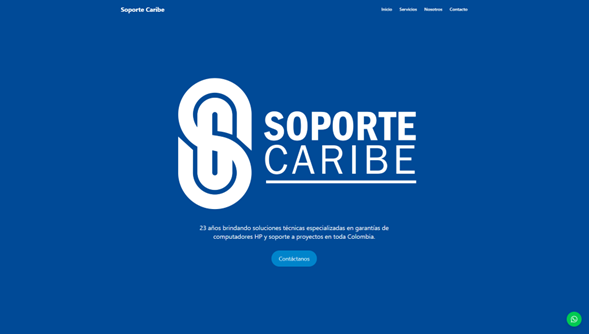 Soporte Caribe
Inicio Servicios Nosotros Contacto
SOPORTE
CARIBE
23 años brindando soluciones técnicas especializadas en garantías de
computadores HP y soporte a proyectos en toda Colombia.
Contáctanos